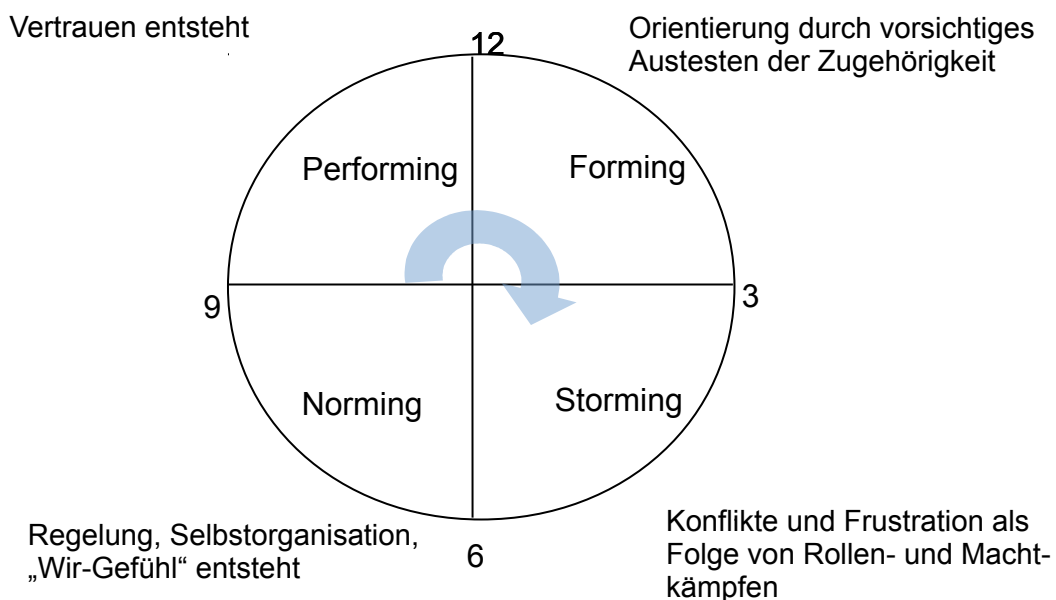 Vertrauen entsteht
12
Orientierung durch vorsichtiges
Austesten der Zugehörigkeit
Performing
Forming
9
3
Norming
Storming
Regelung, Selbstorganisation,
„Wir-Gefühl“ entsteht
6
Konflikte und Frustration als
Folge von Rollen- und Macht-
kämpfen